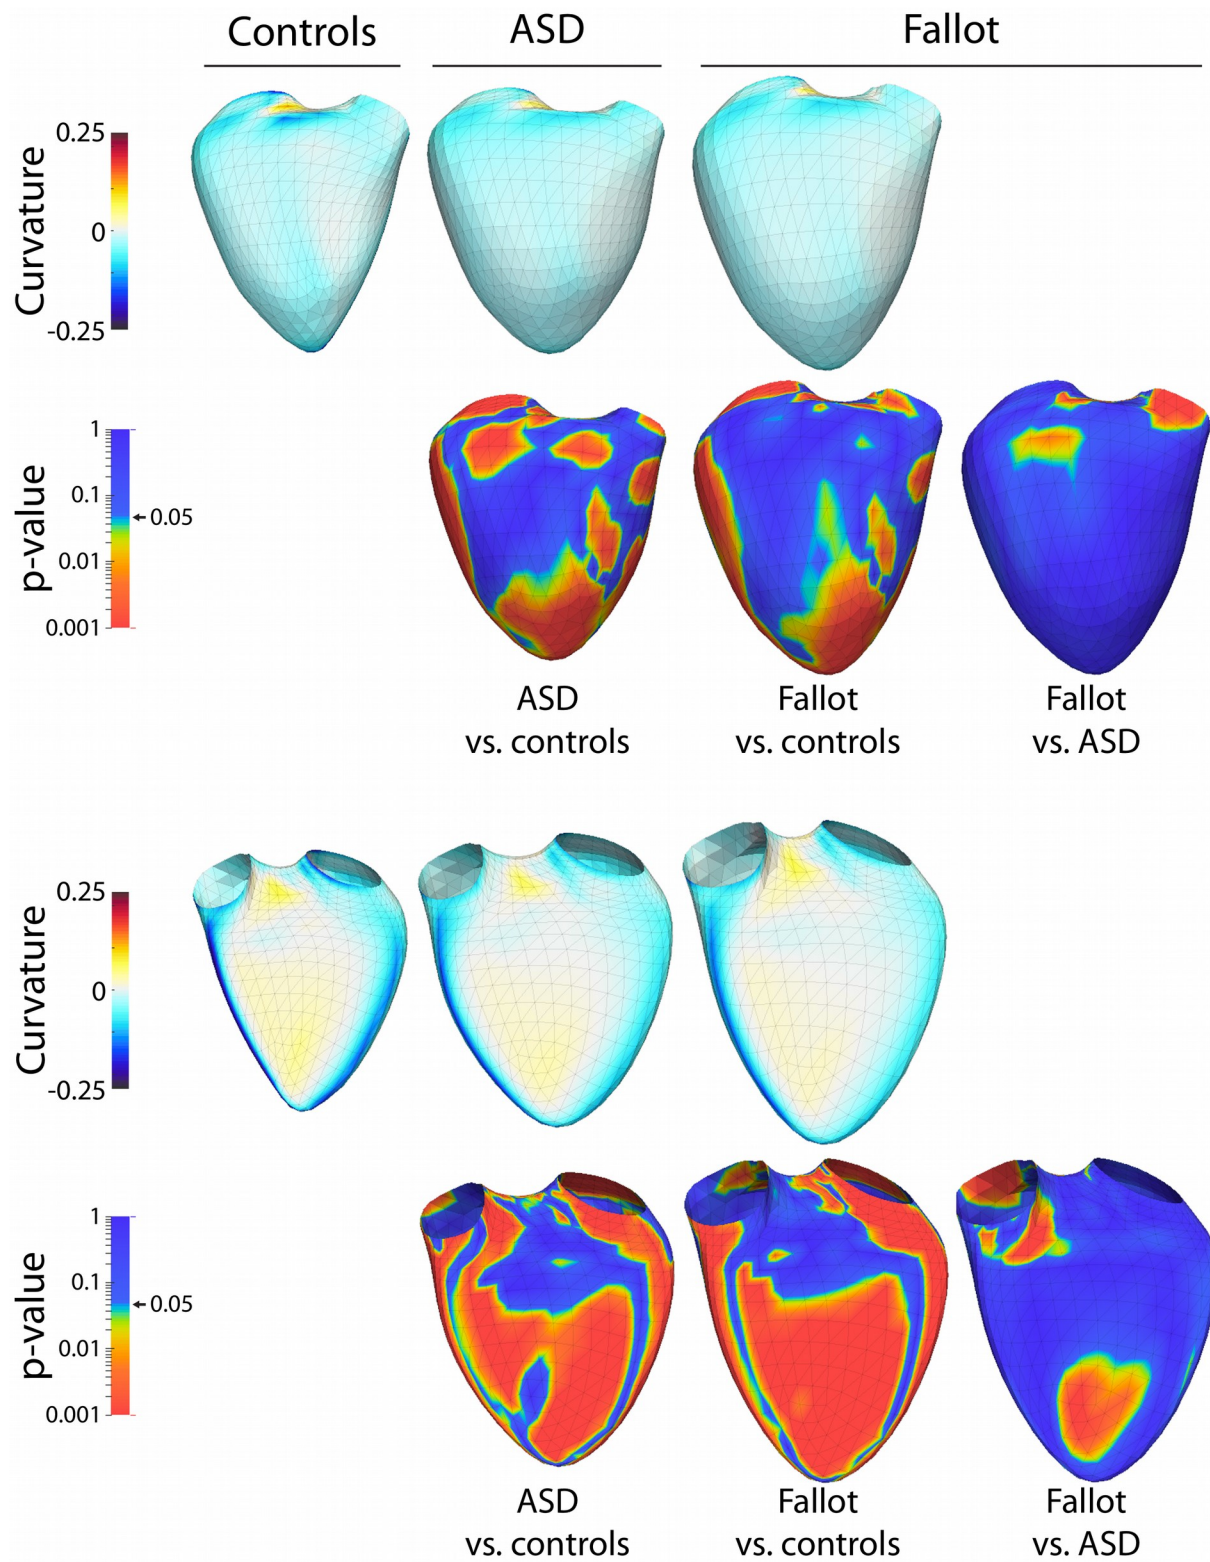 Controls ASD Fallot
Curvature
0.25
0
-0.25
p-value
1
0.1
0.05
0.01
0.001
ASD
vs. controls
Fallot
vs. controls
Fallot
vs. ASD
Curvature
0.25
0
-0.25
p-value
1
0.1
0.05
0.01
0.001
ASD
vs. controls
Fallot
vs. controls
Fallot
vs. ASD